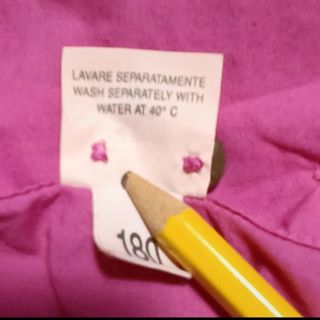 LAVARE SEPARATAMENTE
WASH SEPARATELY WITH
WATER AT 40° C
180